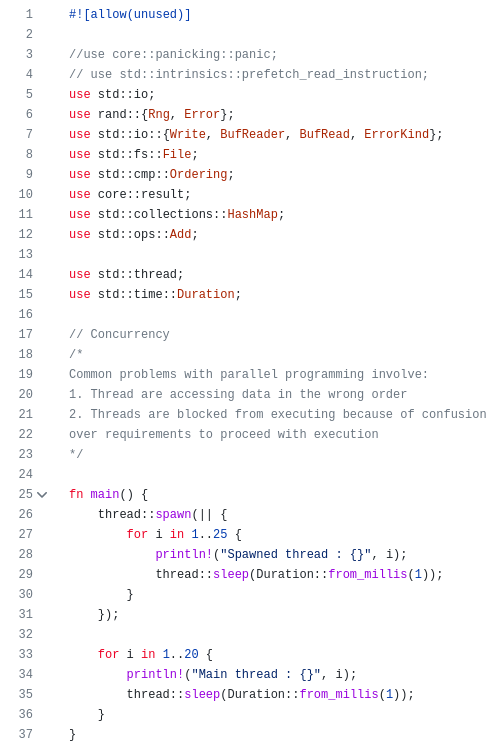 1 #![allow(unused)]
2
3 //use core::panicking::panic;
4 // use std::intrinsics::prefetch_read_instruction;
5 use std::io;
6 use rand::{Rng, Error};
7 use std::io::{Write, BufReader, BufRead, ErrorKind};
8 use std::fs::File;
9 use std::cmp::Ordering;
10 use core::result;
11 use std::collections::HashMap;
12 use std::ops::Add;
13
14 use std::thread;
15 use std::time::Duration;
16
17 // Concurrency
18 /*
19 Common problems with parallel programming involve:
20 1. Thread are accessing data in the wrong order
21 2. Threads are blocked from executing because of confusion
22 over requirements to proceed with execution
23 */
24
25 fn main() {
26     thread::spawn(|| {
27         for i in 1..25 {
28             println!("Spawned thread : {}", i);
29             thread::sleep(Duration::from_millis(1));
30         }
31     });
32
33     for i in 1..20 {
34         println!("Main thread : {}", i);
35         thread::sleep(Duration::from_millis(1));
36     }
37 }